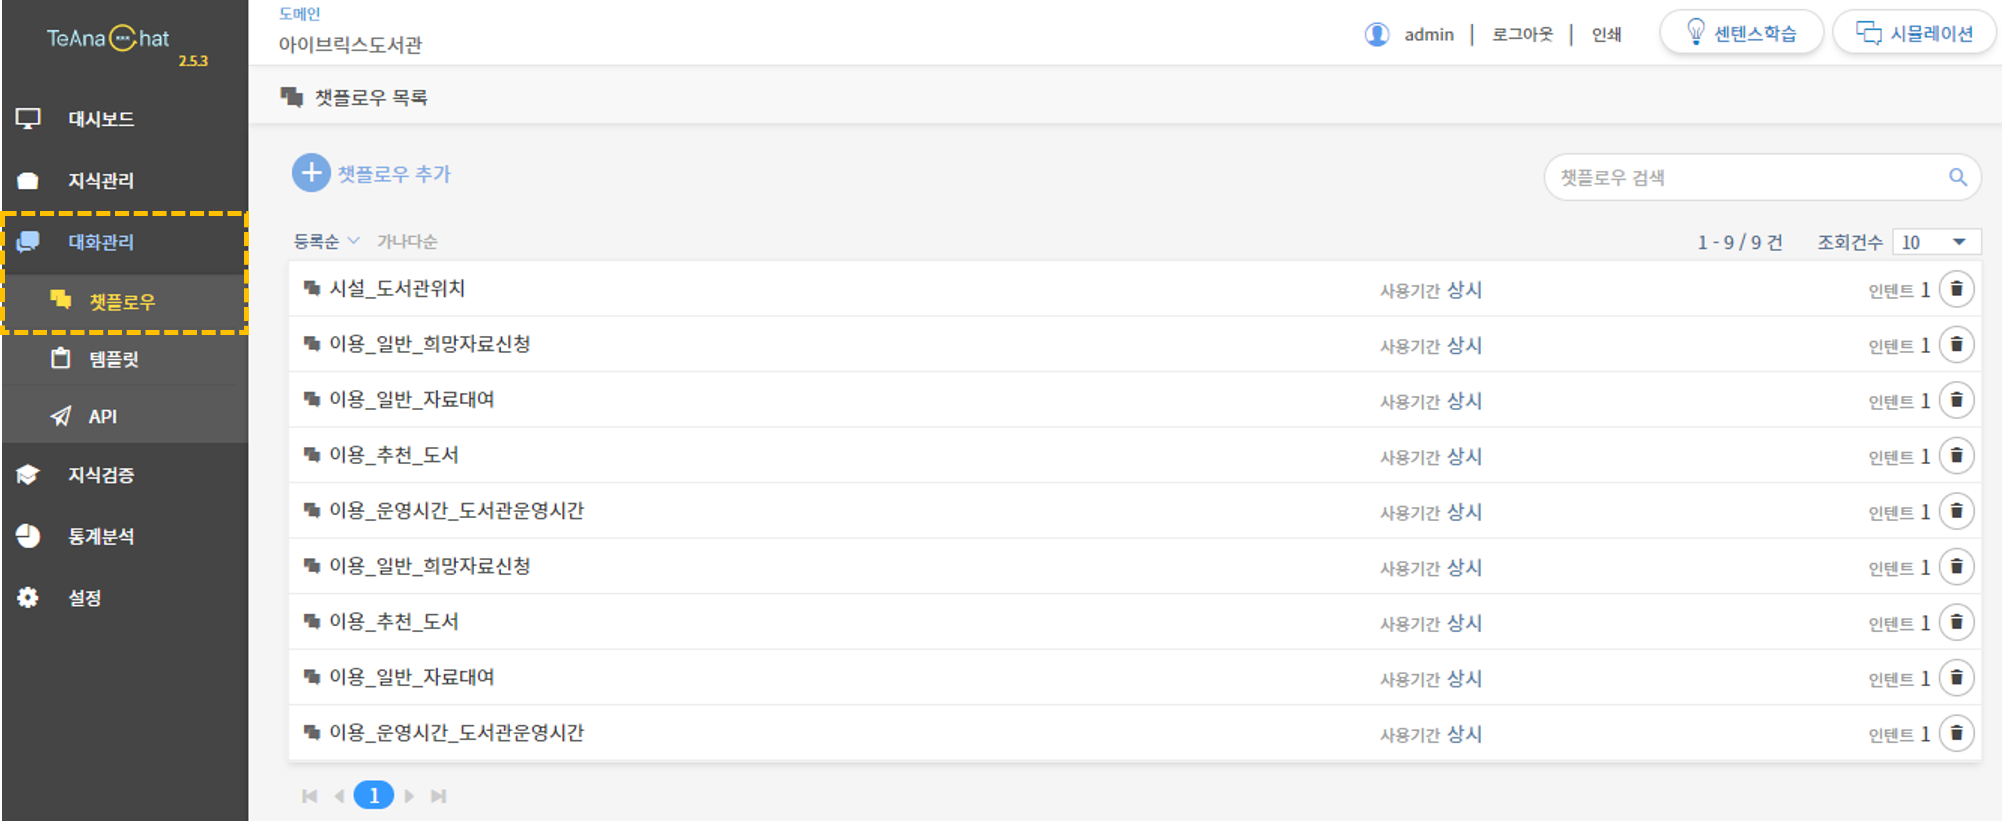 TeAna Chat
2.5.3
대시보드
지식관리
대화관리
챗플로우
템플릿
API
지식검증
통계분석
설정
도메인
아이브릭스도서관
admin | 로그아웃 | 인쇄
센텐스학습
시뮬레이션
챗플로우 목록
챗플로우 추가
챗플로우 검색
등록순 가나다순
1 - 9 / 9 건 조회건수 10
시설_도서관위치 사용기간 상시 인텐트 1
이용_일반_희망자료신청 사용기간 상시 인텐트 1
이용_일반_자료대여 사용기간 상시 인텐트 1
이용_추천_도서 사용기간 상시 인텐트 1
이용_운영시간_도서관운영시간 사용기간 상시 인텐트 1
이용_일반_희망자료신청 사용기간 상시 인텐트 1
이용_추천_도서 사용기간 상시 인텐트 1
이용_일반_자료대여 사용기간 상시 인텐트 1
이용_운영시간_도서관운영시간 사용기간 상시 인텐트 1
1